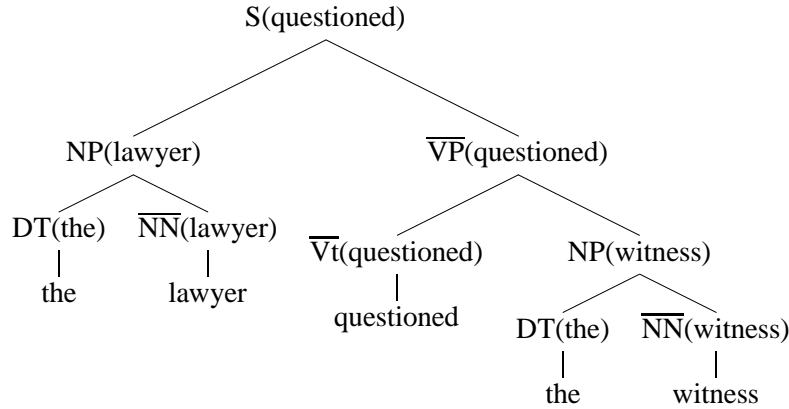 S(questioned)
NP(lawyer) V̅P̅(questioned)
DT(the) N̅N̅(lawyer) V̅t̅(questioned) NP(witness)
the lawyer questioned DT(the) N̅N̅(witness)
the witness